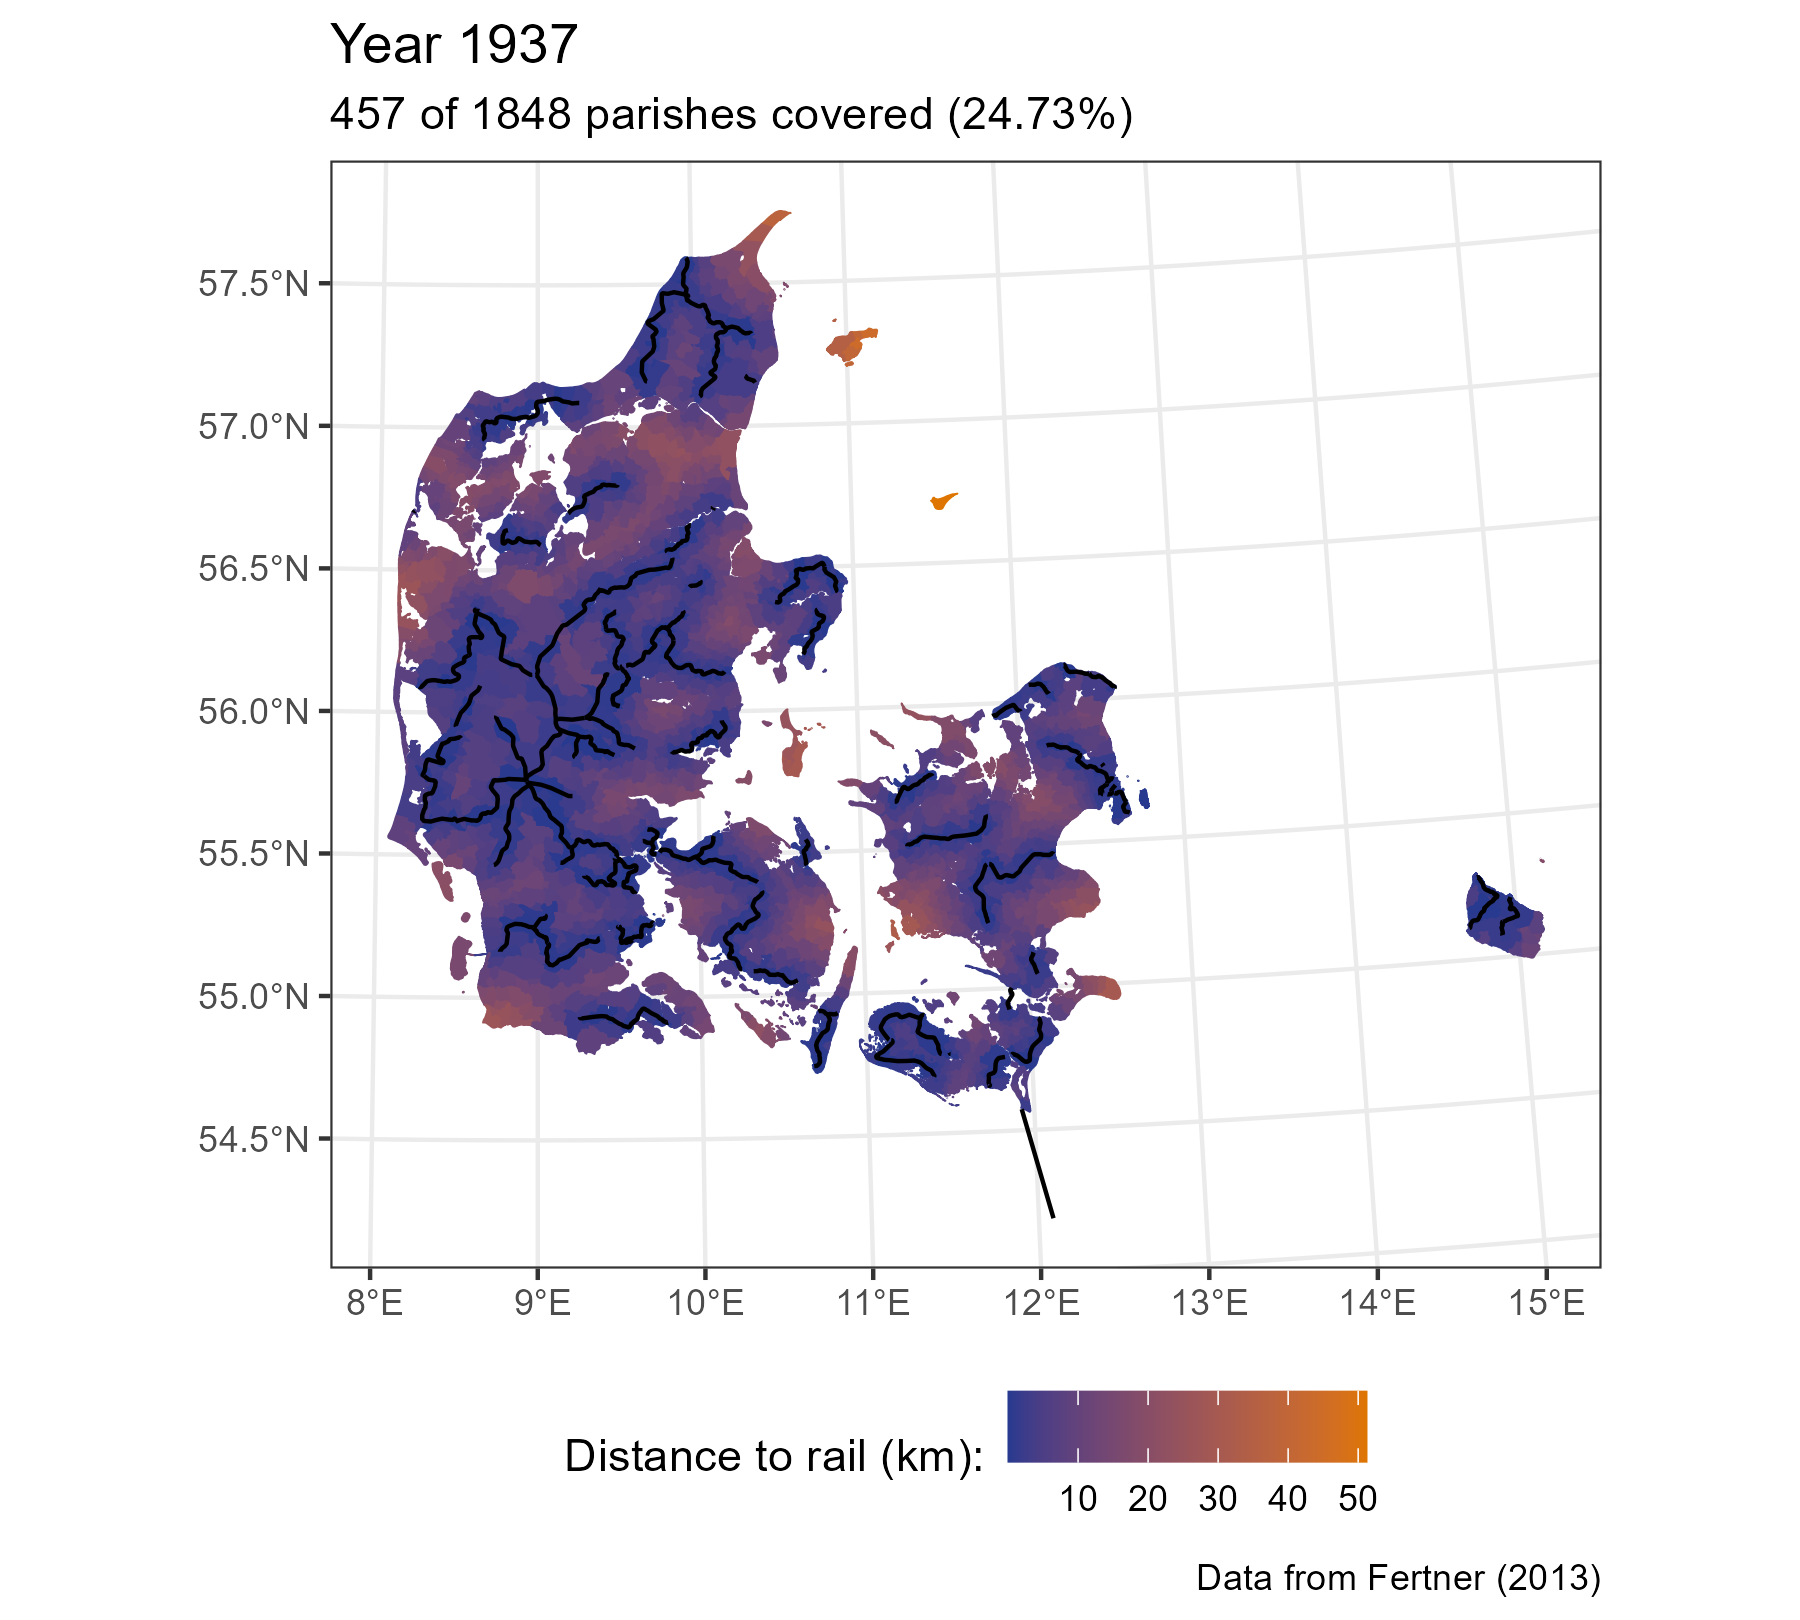 Year 1937
457 of 1848 parishes covered (24.73%)
57.5°N
57.0°N
56.5°N
56.0°N
55.5°N
55.0°N
54.5°N
8°E 9°E 10°E 11°E 12°E 13°E 14°E 15°E
Distance to rail (km):
10 20 30 40 50
Data from Fertner (2013)